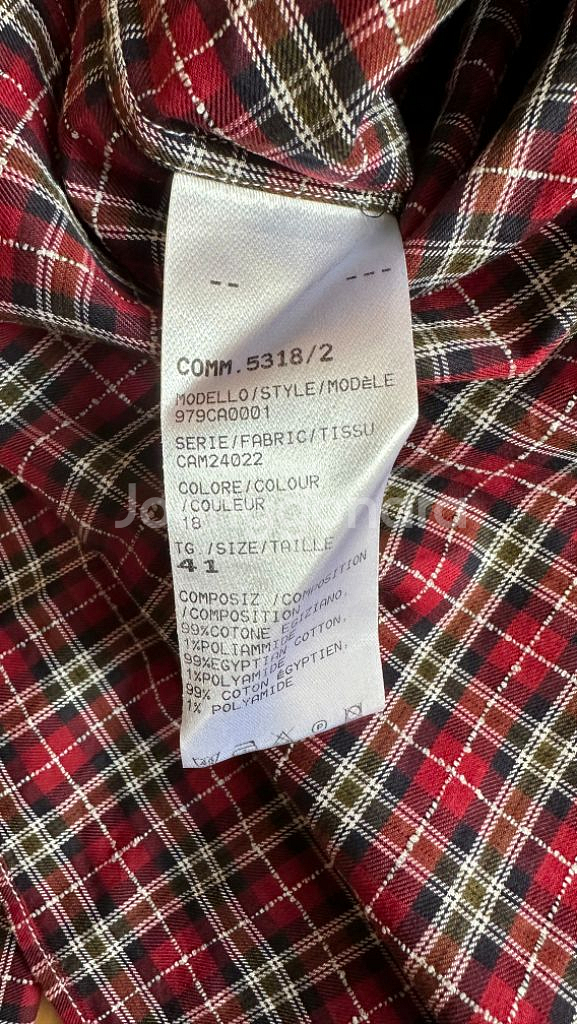 -- ---
COMM.5318/2
MODELLO/STYLE/MODÈLE
979CA0001
SERIE/FABRIC/TISSU
CAM24022
COLORE/COLOUR
/COULEUR
18
TG./SIZE/TAILLE
41
COMPOSIZ./COMPOSITION
/COMPOSITION
99%COTONE EGIZIANO,
1%POLIAMMIDE
99%EGYPTIAN COTTON,
1%POLYAMIDE
99% COTON ÉGYPTIEN,
1% POLYAMIDE